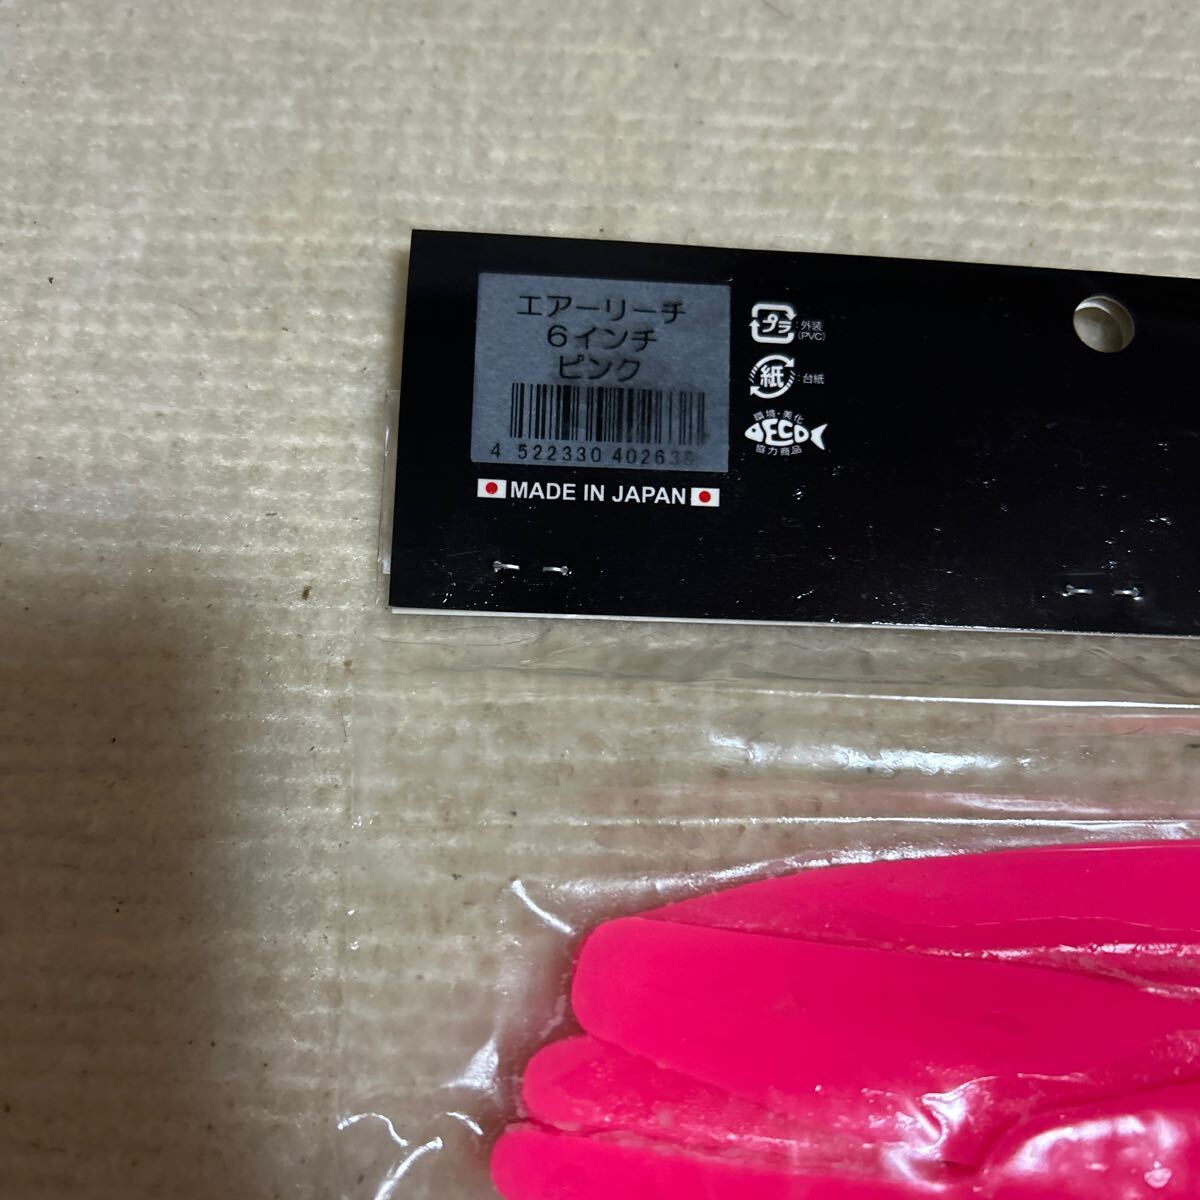 エアーリーチ
6インチ
ピンク
4 522330 40263
MADE IN JAPAN
プラ
:外装
(PVC)
紙
:台紙
環境・美化
ECO
協力商品